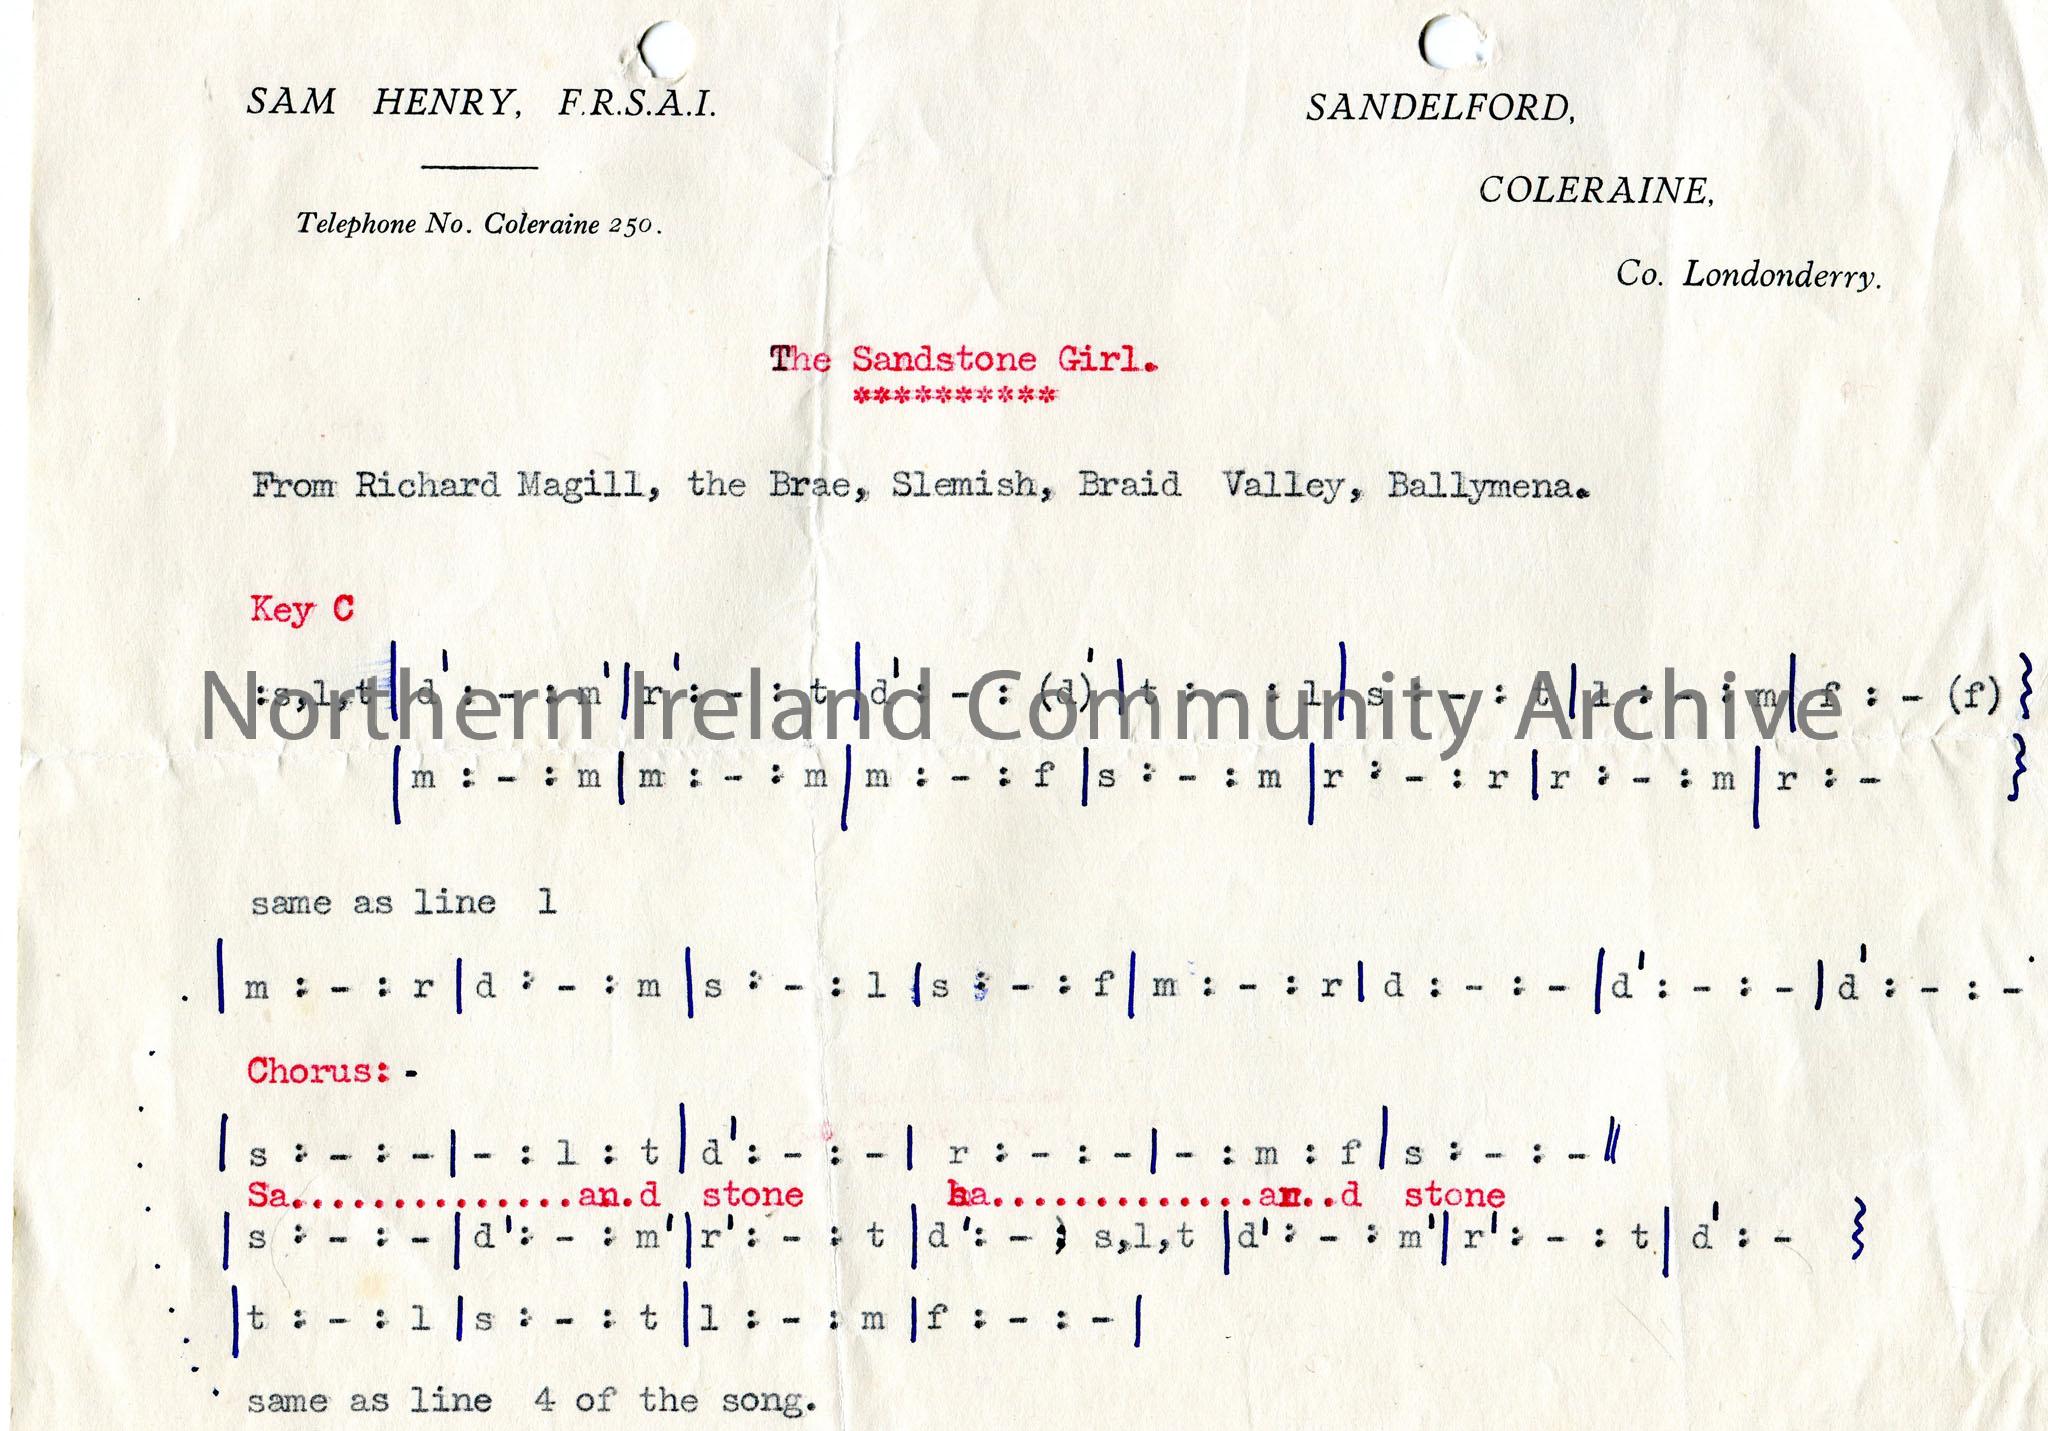 SAM HENRY, F.R.S.A.I.
Telephone No. Coleraine 250.
SANDELFORD,
COLERAINE,
Co. Londonderry.
The Sandstone Girl.
**********
From Richard Magill, the Brae, Slemish, Braid Valley, Ballymena.
Key C
:s,l,t|d':-:m'|r':-:t|d':-:(d')|t:-:l|s:-:t|l:-:m|f:-(f)}
|m:-:m|m:-:m|m:-:f|s:-:m|r:-:r|r:-:m|r:-}
same as line 1
|m:-:r|d:-:m|s:-:l|s:-:f|m:-:r|d:-:-|d':-:-|d':-:-
Chorus:-
|s:-:-|-:l:t|d':-:-|r:-:-|-:m:f|s:-:-||
Sa..............an.d stone sa.............an..d stone
|s:-:-|d':-:m'|r':-:t|d':-; s,l,t|d':-:m'|r':-:t|d':-}
|t:-:l|s:-:t|l:-:m|f:-:-|
same as line 4 of the song.
Northern Ireland Community Archive